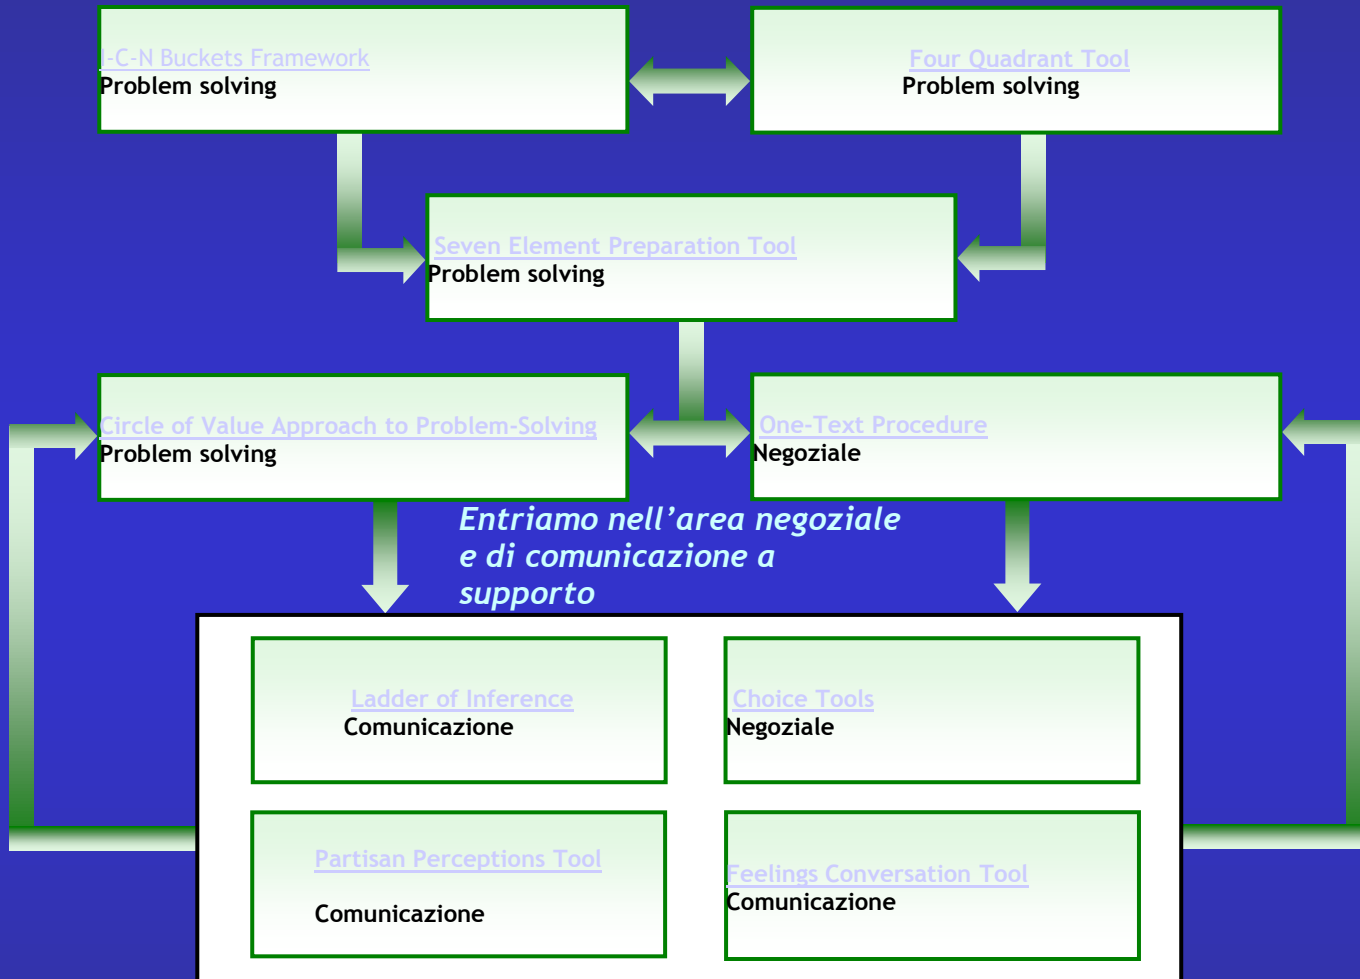 I-C-N Buckets Framework
Problem solving
Four Quadrant Tool
Problem solving
Seven Element Preparation Tool
Problem solving
Circle of Value Approach to Problem-Solving
Problem solving
One-Text Procedure
Negoziale
Entriamo nell’area negoziale
e di comunicazione a
supporto
Ladder of Inference
Comunicazione
Choice Tools
Negoziale
Partisan Perceptions Tool
Comunicazione
Feelings Conversation Tool
Comunicazione